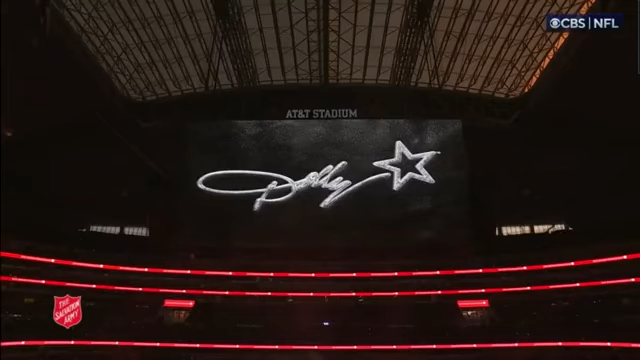 CBS | NFL
AT&T STADIUM
Dolly
THE
SALVATION
ARMY